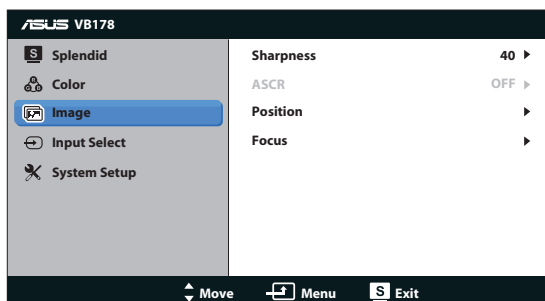 ASUS VB178
S Splendid
Color
Image
Input Select
System Setup
Sharpness 40
ASCR OFF
Position
Focus
Move Menu S Exit